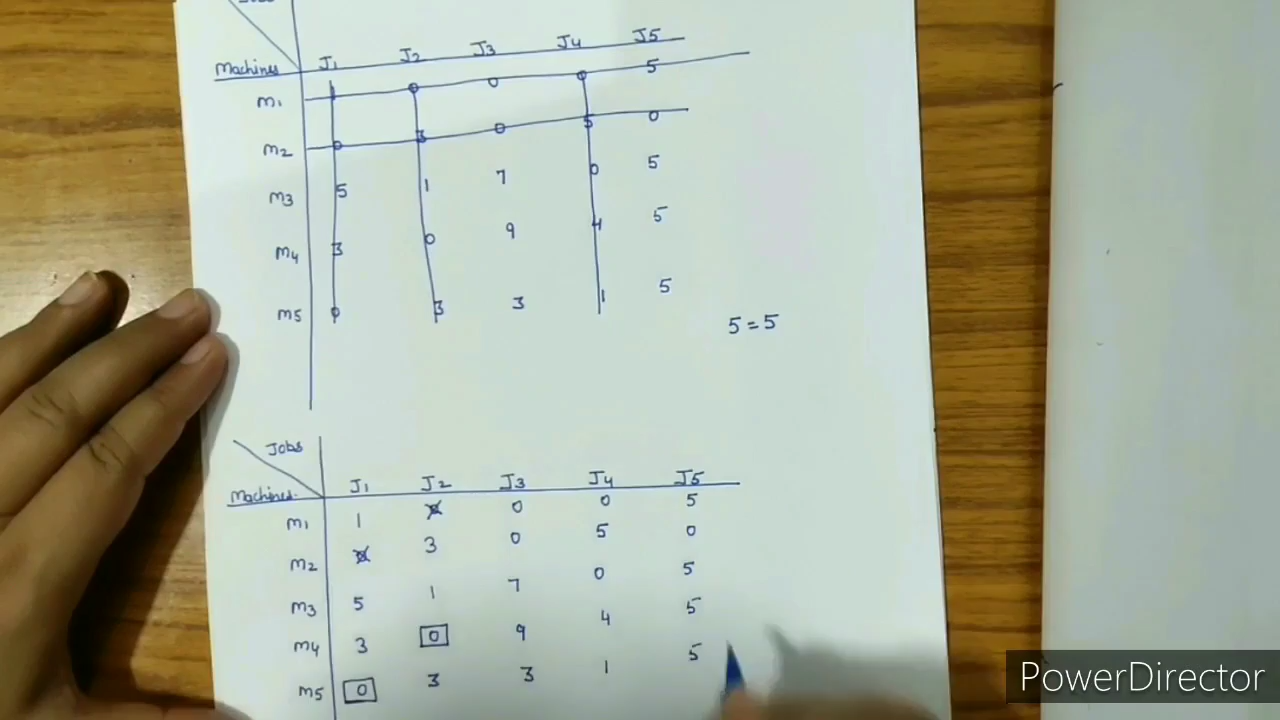 Jobs
J1 J2 J3 J4 J5
Machines
M1 1 0 0 0 5
M2 0 3 0 5 0
M3 5 1 7 0 5
M4 3 0 9 4 5
M5 0 3 3 1 5
5=5
Jobs
J1 J2 J3 J4 J5
Machines
M1 1 0 0 0 5
M2 0 3 0 5 0
M3 5 1 7 0 5
M4 3 0 9 4 5
M5 0 3 3 1 5
PowerDirector